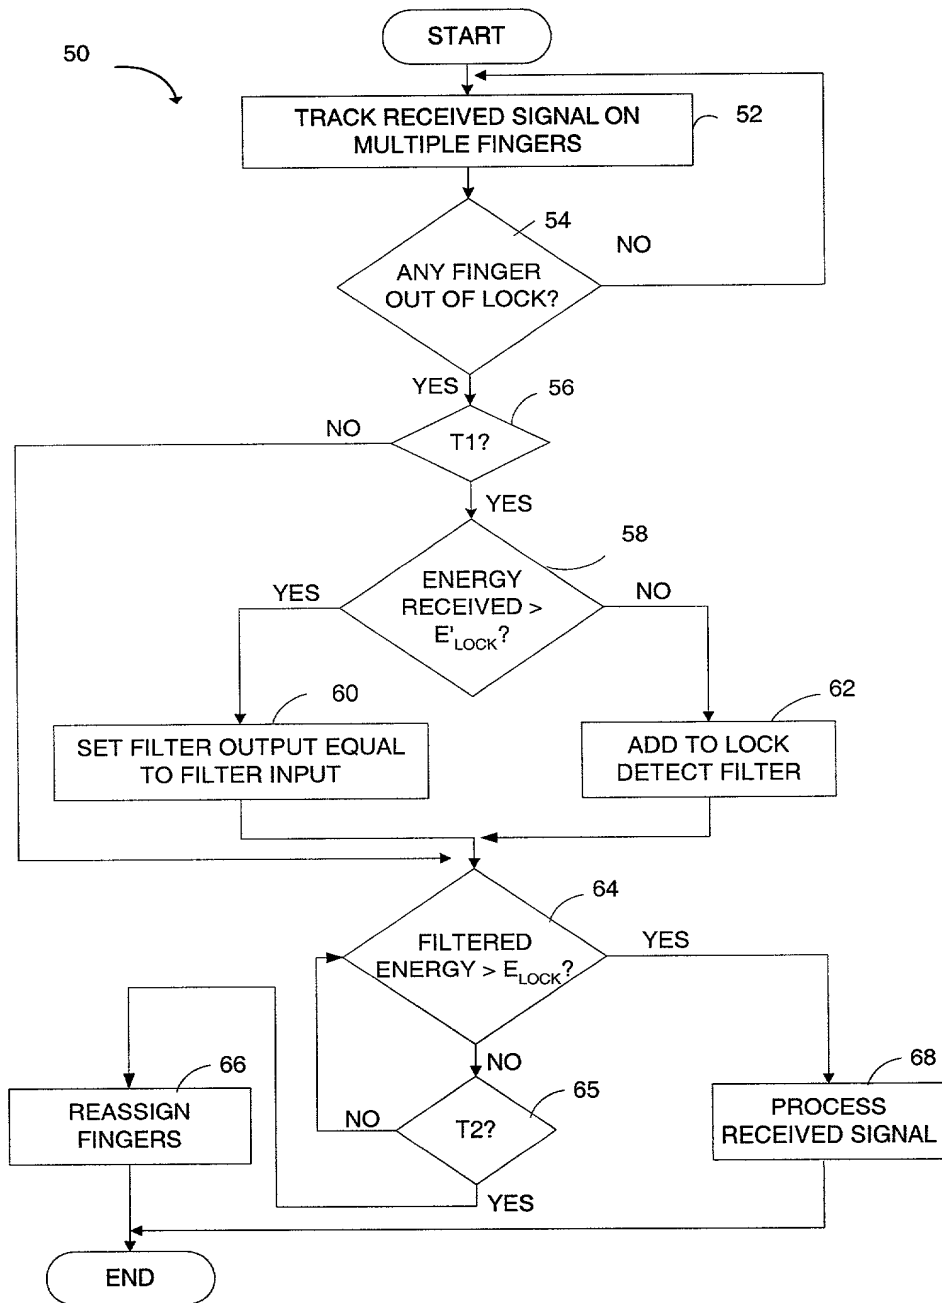 START
50
TRACK RECEIVED SIGNAL ON
MULTIPLE FINGERS
52
54
NO
ANY FINGER
OUT OF LOCK?
YES
56
NO
T1?
YES
58
YES
ENERGY
RECEIVED >
E'LOCK?
NO
60
62
SET FILTER OUTPUT EQUAL
TO FILTER INPUT
ADD TO LOCK
DETECT FILTER
64
FILTERED
ENERGY > ELOCK?
YES
NO
66
REASSIGN
FINGERS
NO
T2?
65
68
PROCESS
RECEIVED SIGNAL
YES
END